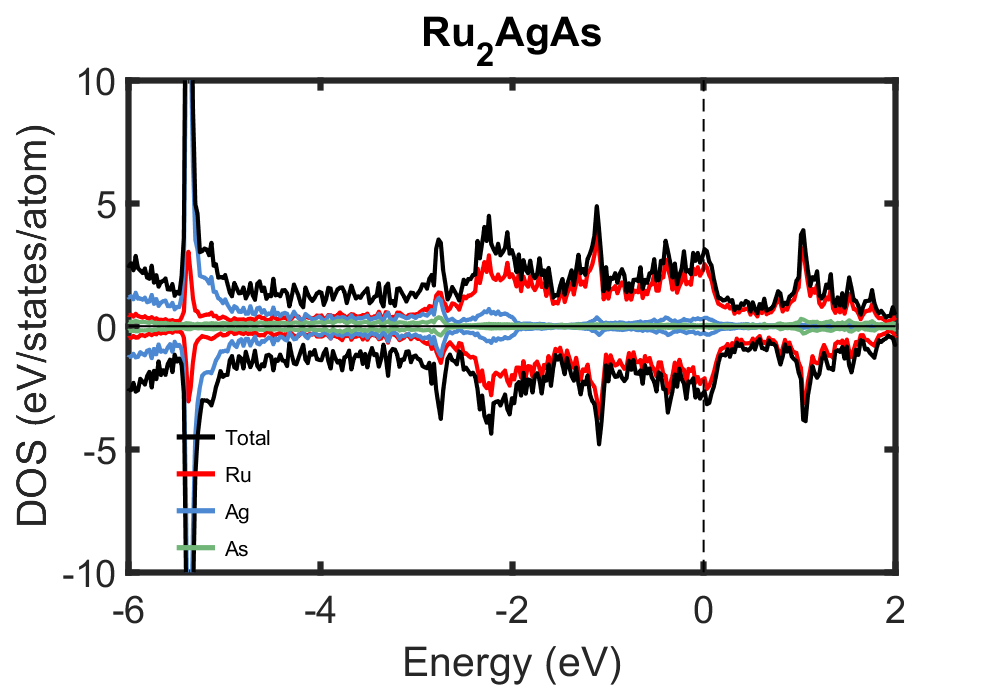 Ru₂AgAs
10
5
0
-5
-10
DOS (eV/states/atom)
Total
Ru
Ag
As
-6 -4 -2 0 2
Energy (eV)